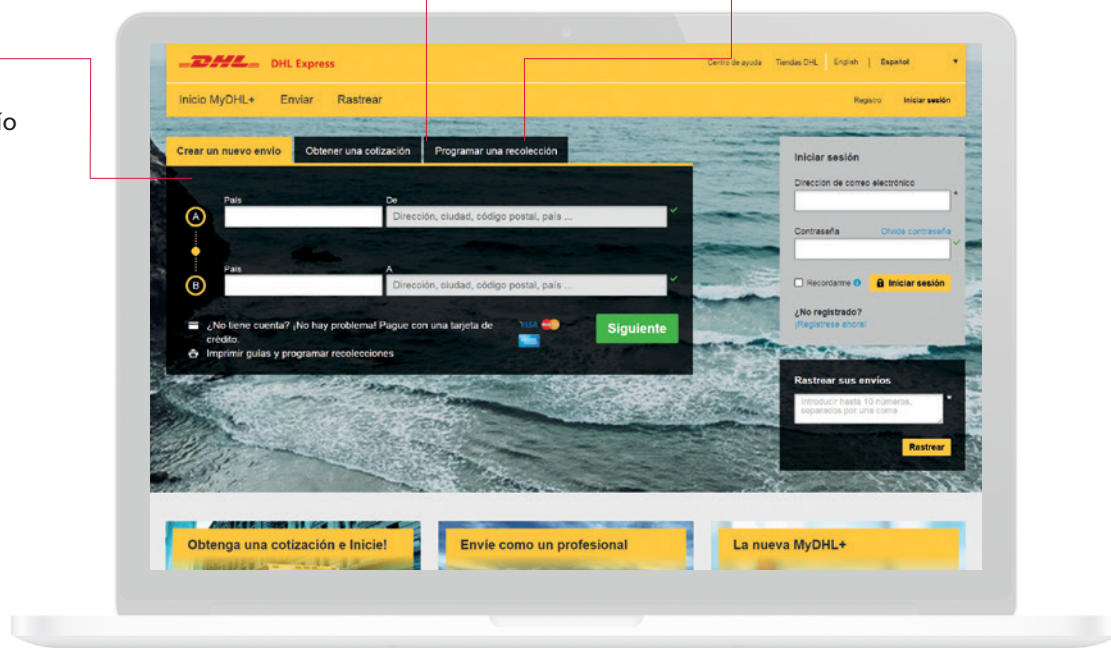 ío
DHL DHL Express
Centro de ayuda Tiendas DHL English | Español
Inicio MyDHL+ Enviar Rastrear
Registro Iniciar sesión
Crear un nuevo envío Obtener una cotización Programar una recolección
País De
A Dirección, ciudad, código postal, país ...
País A
B Dirección, ciudad, código postal, país ...
¿No tiene cuenta? ¡No hay problema! Pague con una tarjeta de
crédito.
VISA
Siguiente
Imprimir guías y programar recolecciones
Iniciar sesión
Dirección de correo electrónico
*
Contraseña Olvidé contraseña
Recordarme Iniciar sesión
¿No registrado?
¡Regístrese ahora!
Rastrear sus envíos
Introducir hasta 10 números,
separados por una coma
*
Rastrear
Obtenga una cotización e Inicie!
Envíe como un profesional
La nueva MyDHL+